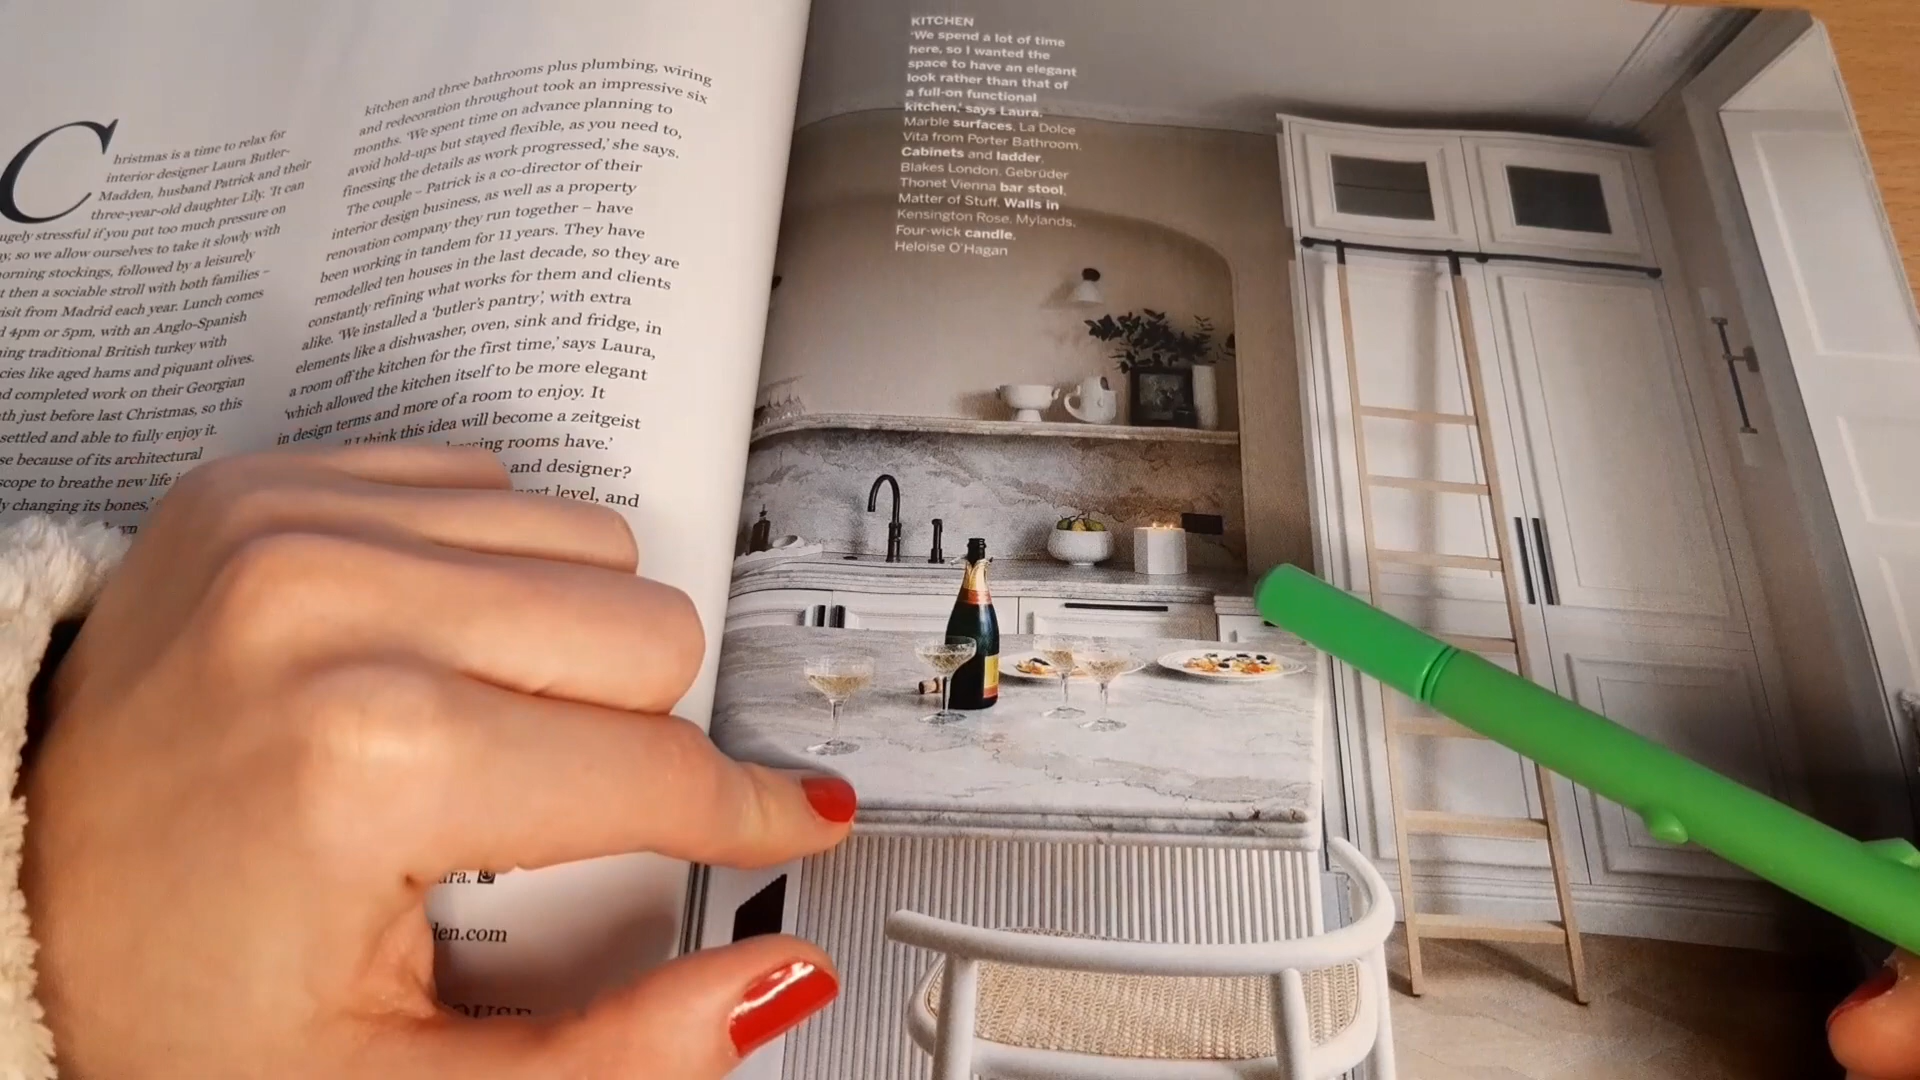 Christmas is a time to relax for
interior designer Laura Butler-
Madden, husband Patrick and their
three-year-old daughter Lily. 'It can
stressful if you put too much pressure on
so we allow ourselves to take it slowly with
stockings, followed by a leisurely
then a sociable stroll with both families –
from Madrid each year. Lunch comes
4pm or 5pm, with an Anglo-Spanish
traditional British turkey with
like aged hams and piquant olives.
completed work on their Georgian
just before last Christmas, so this
settled and able to fully enjoy it.
because of its architectural
scope to breathe new life
changing its bones,'
kitchen and three bathrooms plus plumbing, wiring
and redecoration throughout took an impressive six
months. 'We spent time on advance planning to
avoid hold-ups but stayed flexible, as you need to,
finessing the details as work progressed,' she says.
The couple – Patrick is a co-director of their
interior design business, as well as a property
renovation company they run together – have
been working in tandem for 11 years. They have
remodelled ten houses in the last decade, so they are
constantly refining what works for them and clients
alike. 'We installed a 'butler's pantry', with extra
elements like a dishwasher, oven, sink and fridge, in
a room off the kitchen for the first time,' says Laura,
'which allowed the kitchen itself to be more elegant
in design terms and more of a room to enjoy. It
I think this idea will become a zeitgeist
rooms have.'
and designer?
level, and
KITCHEN
'We spend a lot of time
here, so I wanted the
space to have an elegant
look rather than that of
a full-on functional
kitchen,' says Laura.
Marble surfaces, La Dolce
Vita from Porter Bathroom.
Cabinets and ladder,
Blakes London. Gebrüder
Thonet Vienna bar stool,
Matter of Stuff. Walls in
Kensington Rose, Mylands.
Four-wick candle,
Heloise O'Hagan